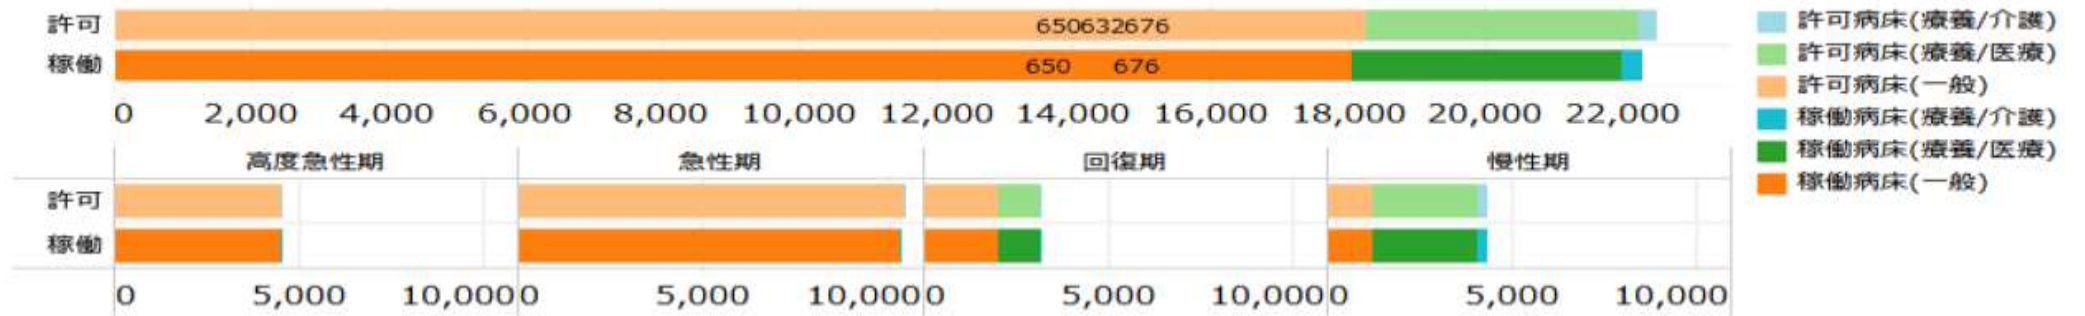 許可 650632676
稼働 650 676
0 2,000 4,000 6,000 8,000 10,000 12,000 14,000 16,000 18,000 20,000 22,000
許可病床(療養/介護)
許可病床(療養/医療)
許可病床(一般)
稼働病床(療養/介護)
稼働病床(療養/医療)
稼働病床(一般)
高度急性期 急性期 回復期 慢性期
許可
稼働
0 5,000 10,000 0 5,000 10,000 0 5,000 10,000 0 5,000 10,000